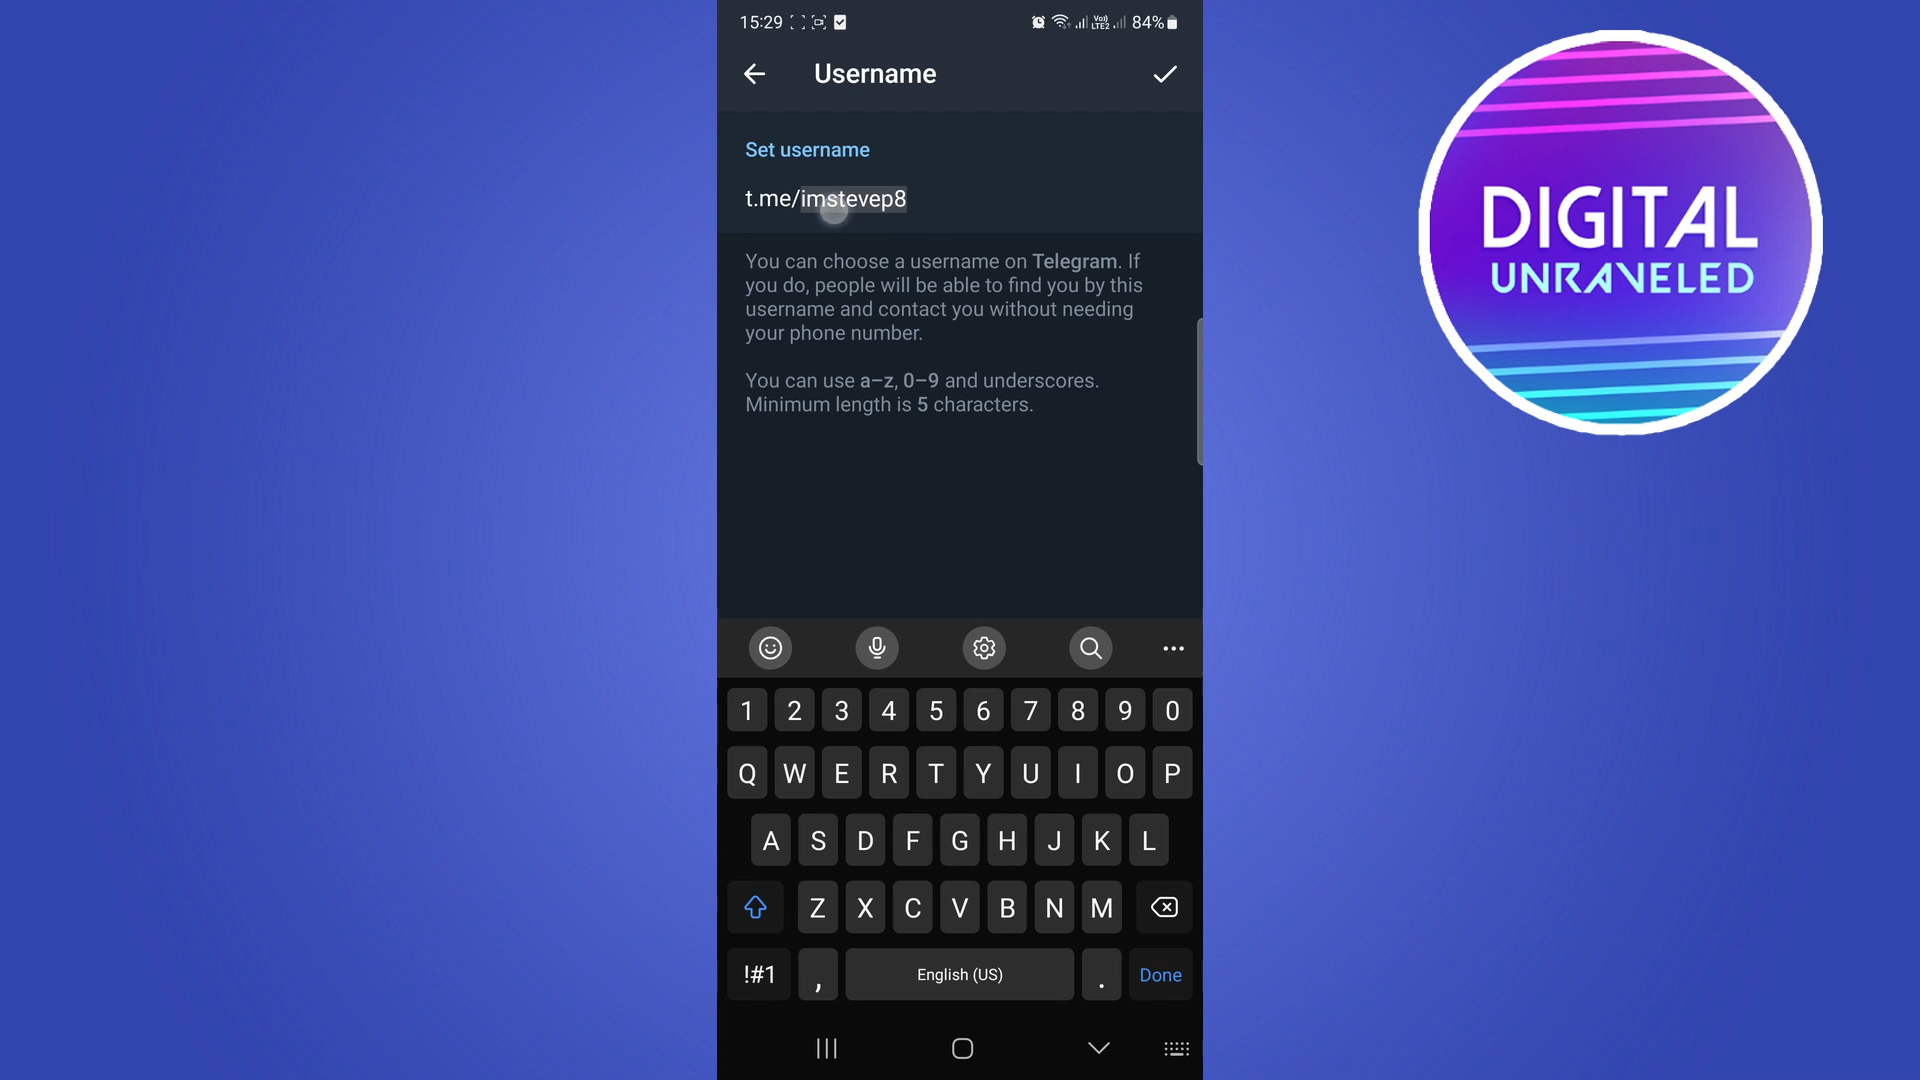 15:29 Vo)) LTE2 84%
Username
Set username
t.me/imstevep8
You can choose a username on Telegram. If
you do, people will be able to find you by this
username and contact you without needing
your phone number.
You can use a–z, 0–9 and underscores.
Minimum length is 5 characters.
1 2 3 4 5 6 7 8 9 0
Q W E R T Y U I O P
A S D F G H J K L
Z X C V B N M
!#1 , English (US) . Done
DIGITAL
UNRAVELED